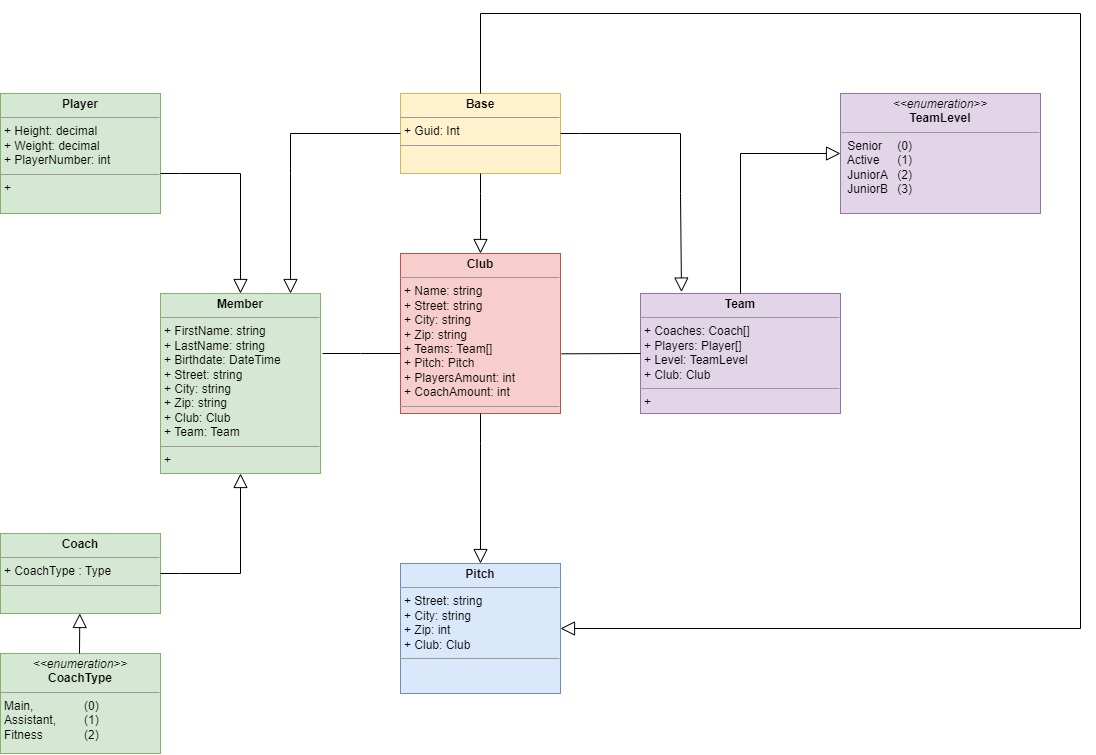 Player
+ Height: decimal
+ Weight: decimal
+ PlayerNumber: int
+
Base
+ Guid: Int
<<enumeration>>
TeamLevel
Senior (0)
Active (1)
JuniorA (2)
JuniorB (3)
Member
+ FirstName: string
+ LastName: string
+ Birthdate: DateTime
+ Street: string
+ City: string
+ Zip: string
+ Club: Club
+ Team: Team
+
Club
+ Name: string
+ Street: string
+ City: string
+ Zip: string
+ Teams: Team[]
+ Pitch: Pitch
+ PlayersAmount: int
+ CoachAmount: int
Team
+ Coaches: Coach[]
+ Players: Player[]
+ Level: TeamLevel
+ Club: Club
+
Coach
+ CoachType : Type
Pitch
+ Street: string
+ City: string
+ Zip: int
+ Club: Club
<<enumeration>>
CoachType
Main, (0)
Assistant, (1)
Fitness (2)